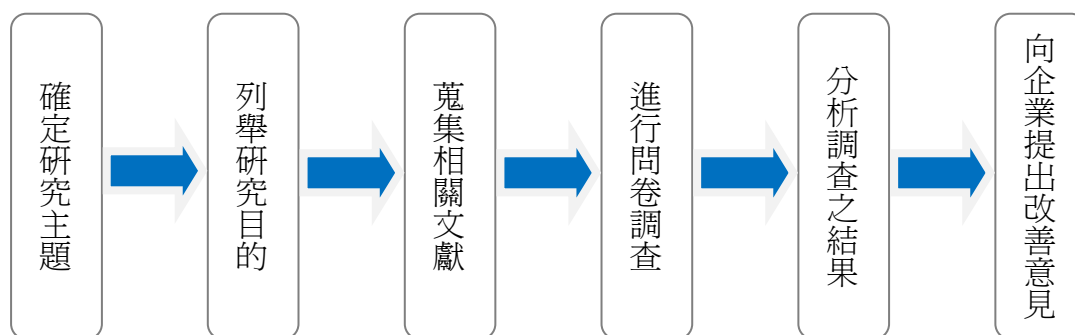 確定研究主題
列舉研究目的
蒐集相關文獻
進行問卷調查
分析調查之結果
向企業提出改善意見